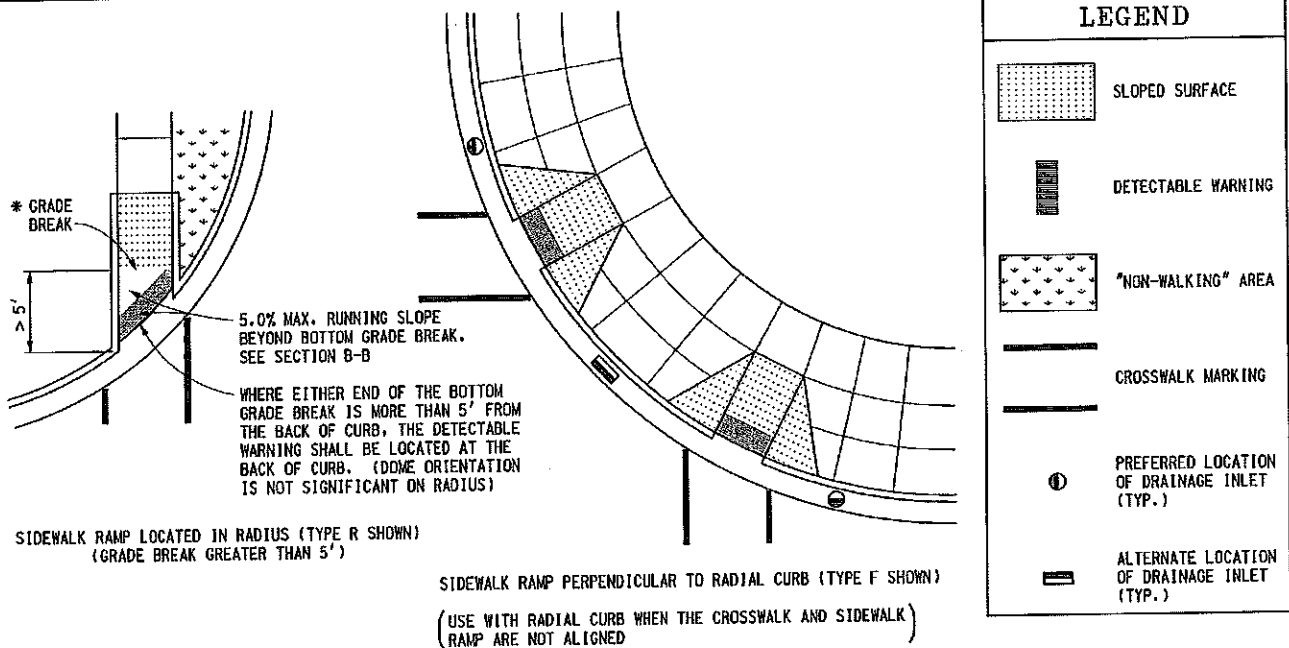 * GRADE
BREAK
> 5'
5.0% MAX. RUNNING SLOPE
BEYOND BOTTOM GRADE BREAK.
SEE SECTION B-B
WHERE EITHER END OF THE BOTTOM
GRADE BREAK IS MORE THAN 5' FROM
THE BACK OF CURB, THE DETECTABLE
WARNING SHALL BE LOCATED AT THE
BACK OF CURB. (DOME ORIENTATION
IS NOT SIGNIFICANT ON RADIUS)
SIDEWALK RAMP LOCATED IN RADIUS (TYPE R SHOWN)
(GRADE BREAK GREATER THAN 5')
SIDEWALK RAMP PERPENDICULAR TO RADIAL CURB (TYPE F SHOWN)
(USE WITH RADIAL CURB WHEN THE CROSSWALK AND SIDEWALK
RAMP ARE NOT ALIGNED)
LEGEND
SLOPED SURFACE
DETECTABLE WARNING
"NON-WALKING" AREA
CROSSWALK MARKING
PREFERRED LOCATION
OF DRAINAGE INLET
(TYP.)
ALTERNATE LOCATION
OF DRAINAGE INLET
(TYP.)